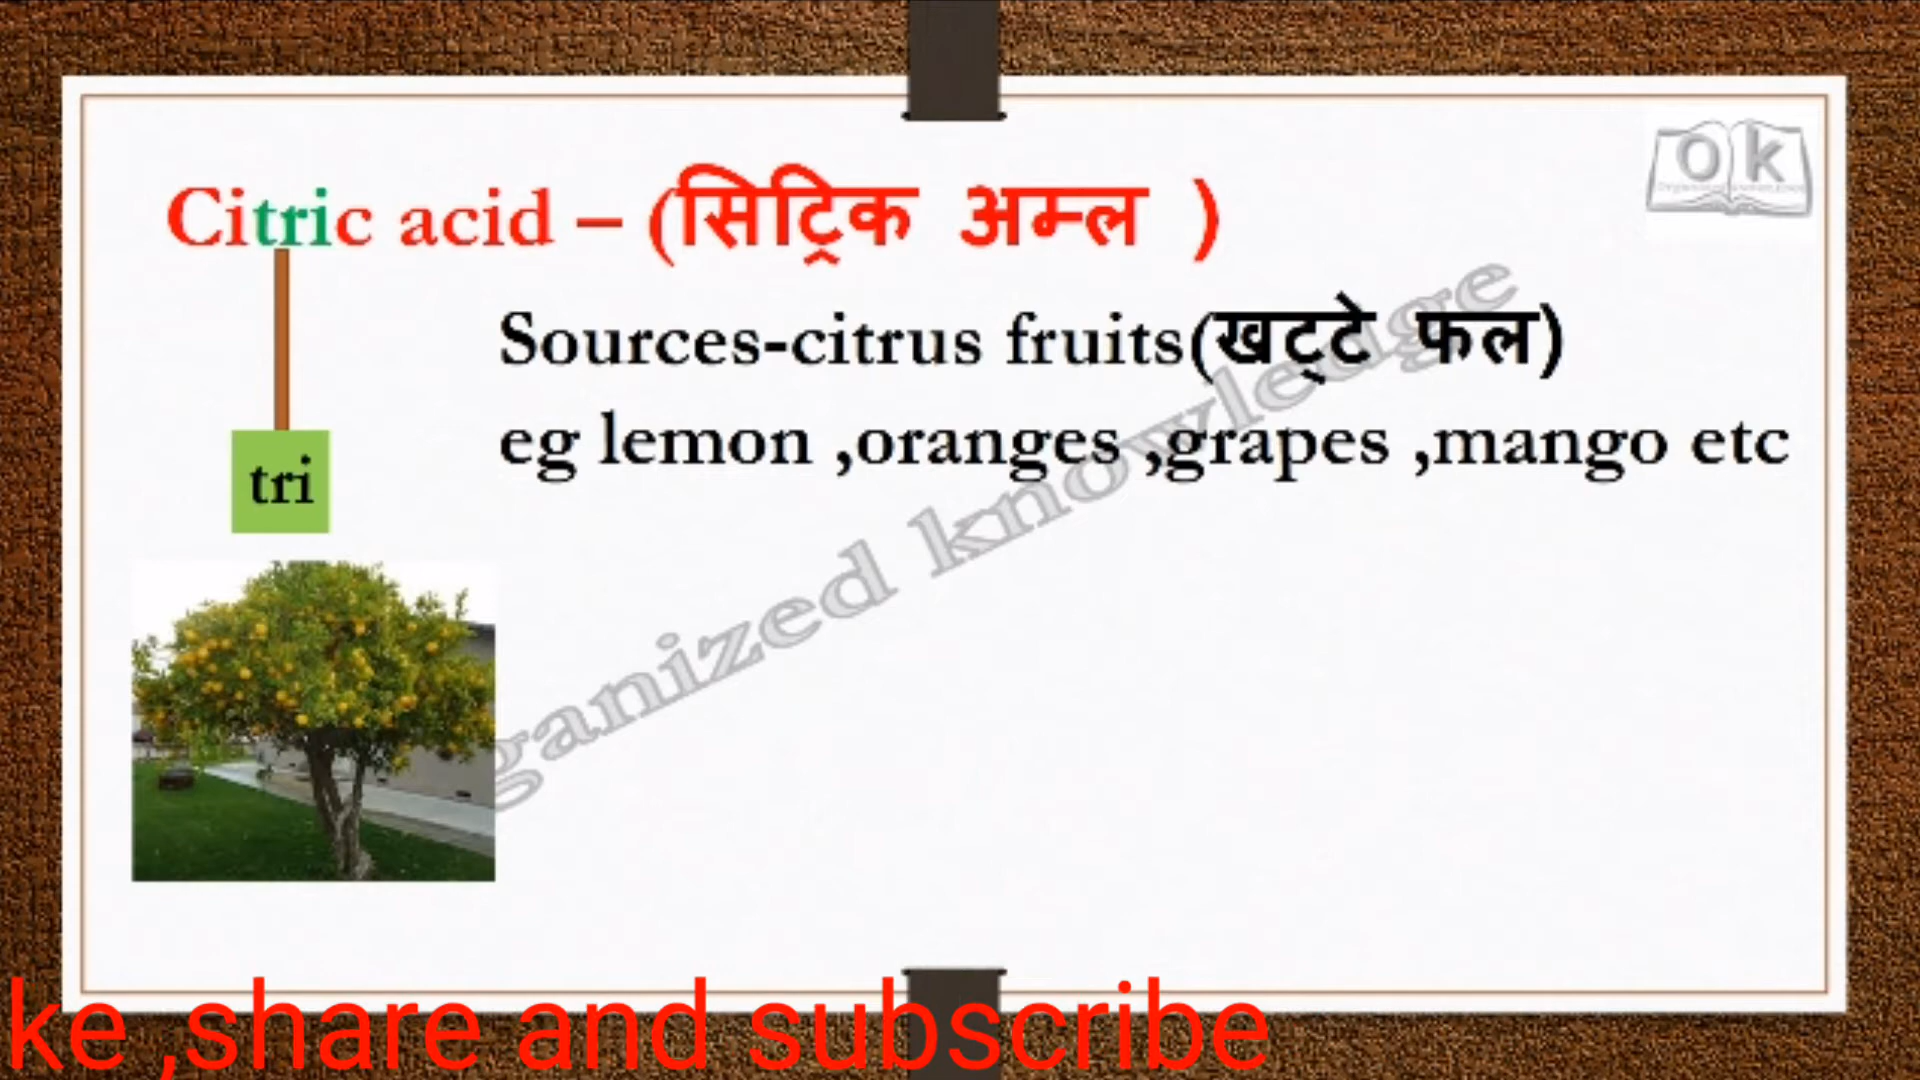 O k
Citric acid – (सिट्रिक अम्ल )
Sources-citrus fruits(खट्टे फल)
eg lemon ,oranges ,grapes ,mango etc
tri
ganized knowledge
ke ,share and subscribe